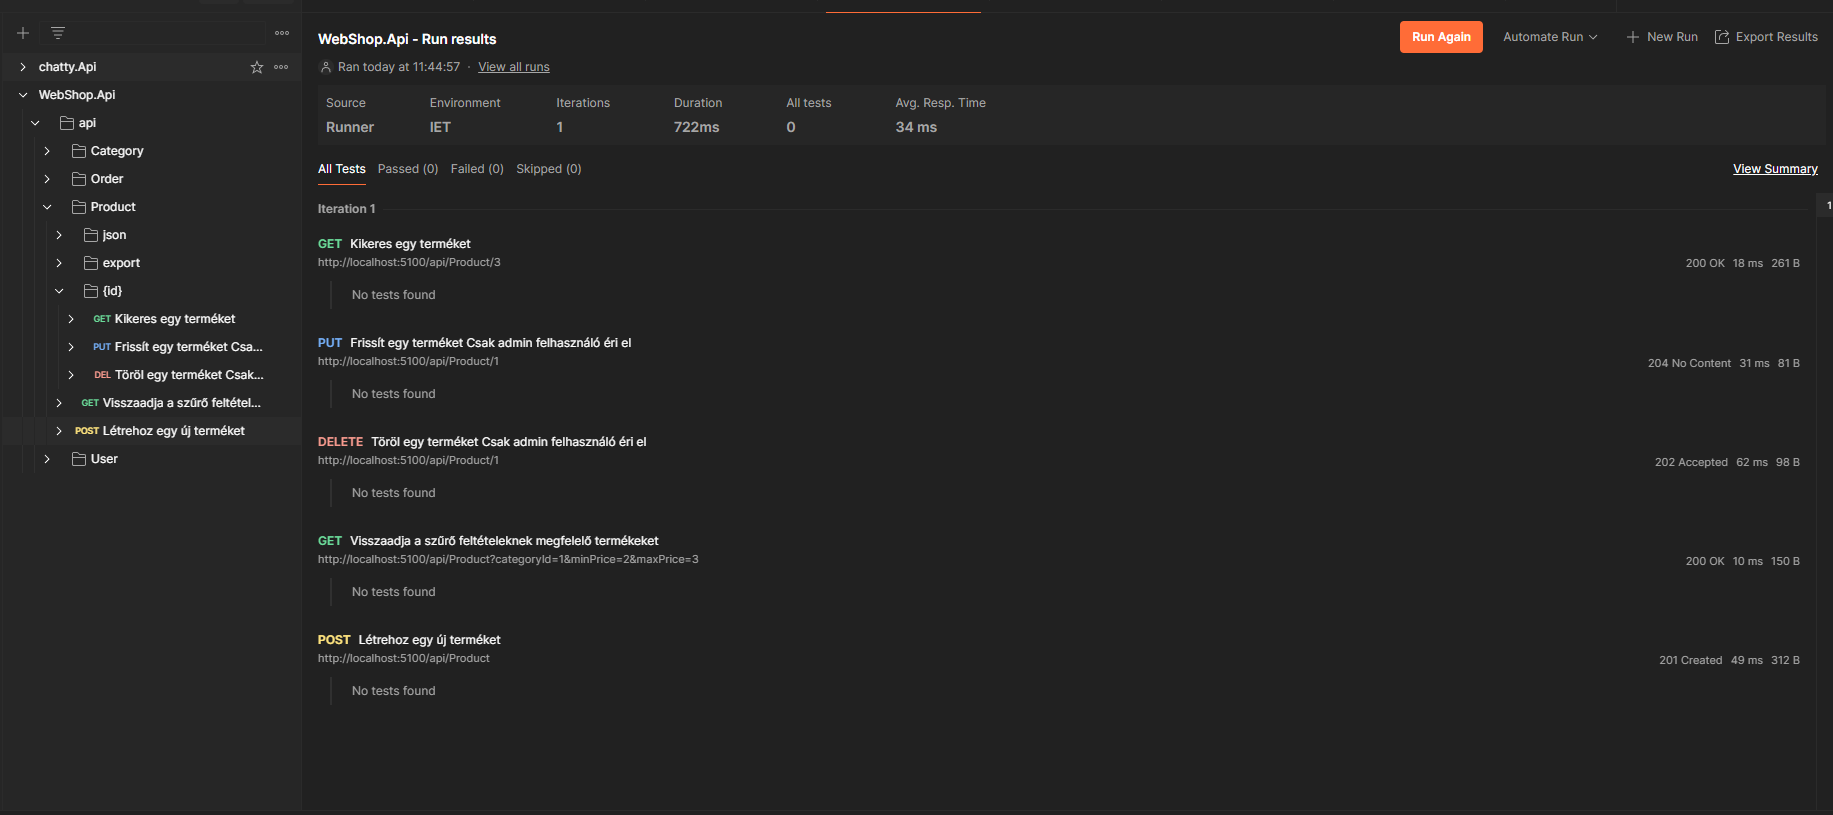 chatty.Api
WebShop.Api
api
Category
Order
Product
json
export
{id}
GET Kikeres egy terméket
PUT Frissít egy terméket Csa...
DEL Töröl egy terméket Csak...
GET Visszaadja a szűrő feltétel...
POST Létrehoz egy új terméket
User
WebShop.Api - Run results
Run Again
Automate Run
New Run
Export Results
Ran today at 11:44:57 · View all runs
Source Environment Iterations Duration All tests Avg. Resp. Time
Runner IET 1 722ms 0 34 ms
All Tests Passed (0) Failed (0) Skipped (0)
View Summary
Iteration 1
1
GET Kikeres egy terméket
http://localhost:5100/api/Product/3
200 OK 18 ms 261 B
No tests found
PUT Frissít egy terméket Csak admin felhasználó éri el
http://localhost:5100/api/Product/1
204 No Content 31 ms 81 B
No tests found
DELETE Töröl egy terméket Csak admin felhasználó éri el
http://localhost:5100/api/Product/1
202 Accepted 62 ms 98 B
No tests found
GET Visszaadja a szűrő feltételeknek megfelelő termékeket
http://localhost:5100/api/Product?categoryId=1&minPrice=2&maxPrice=3
200 OK 10 ms 150 B
No tests found
POST Létrehoz egy új terméket
http://localhost:5100/api/Product
201 Created 49 ms 312 B
No tests found